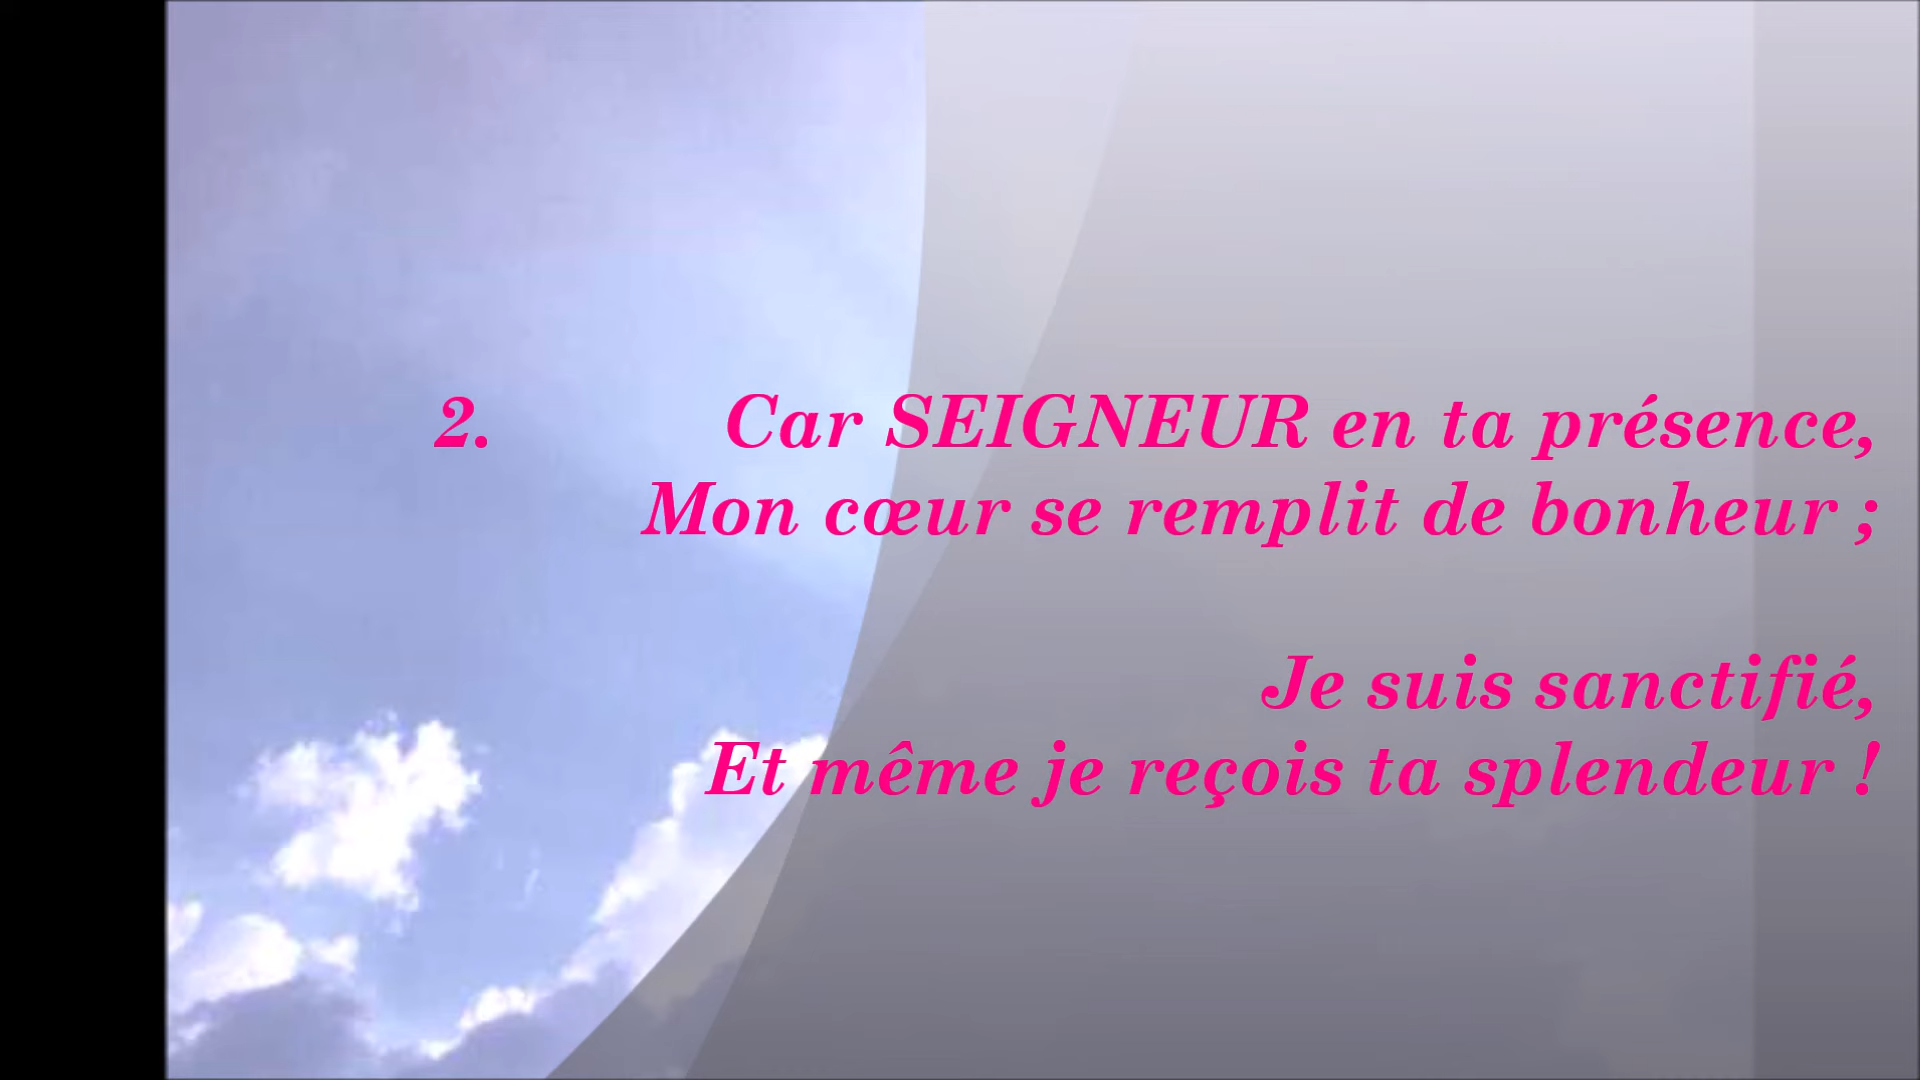 2. Car SEIGNEUR en ta présence,
Mon cœur se remplit de bonheur ;
Je suis sanctifié,
Et même je reçois ta splendeur !